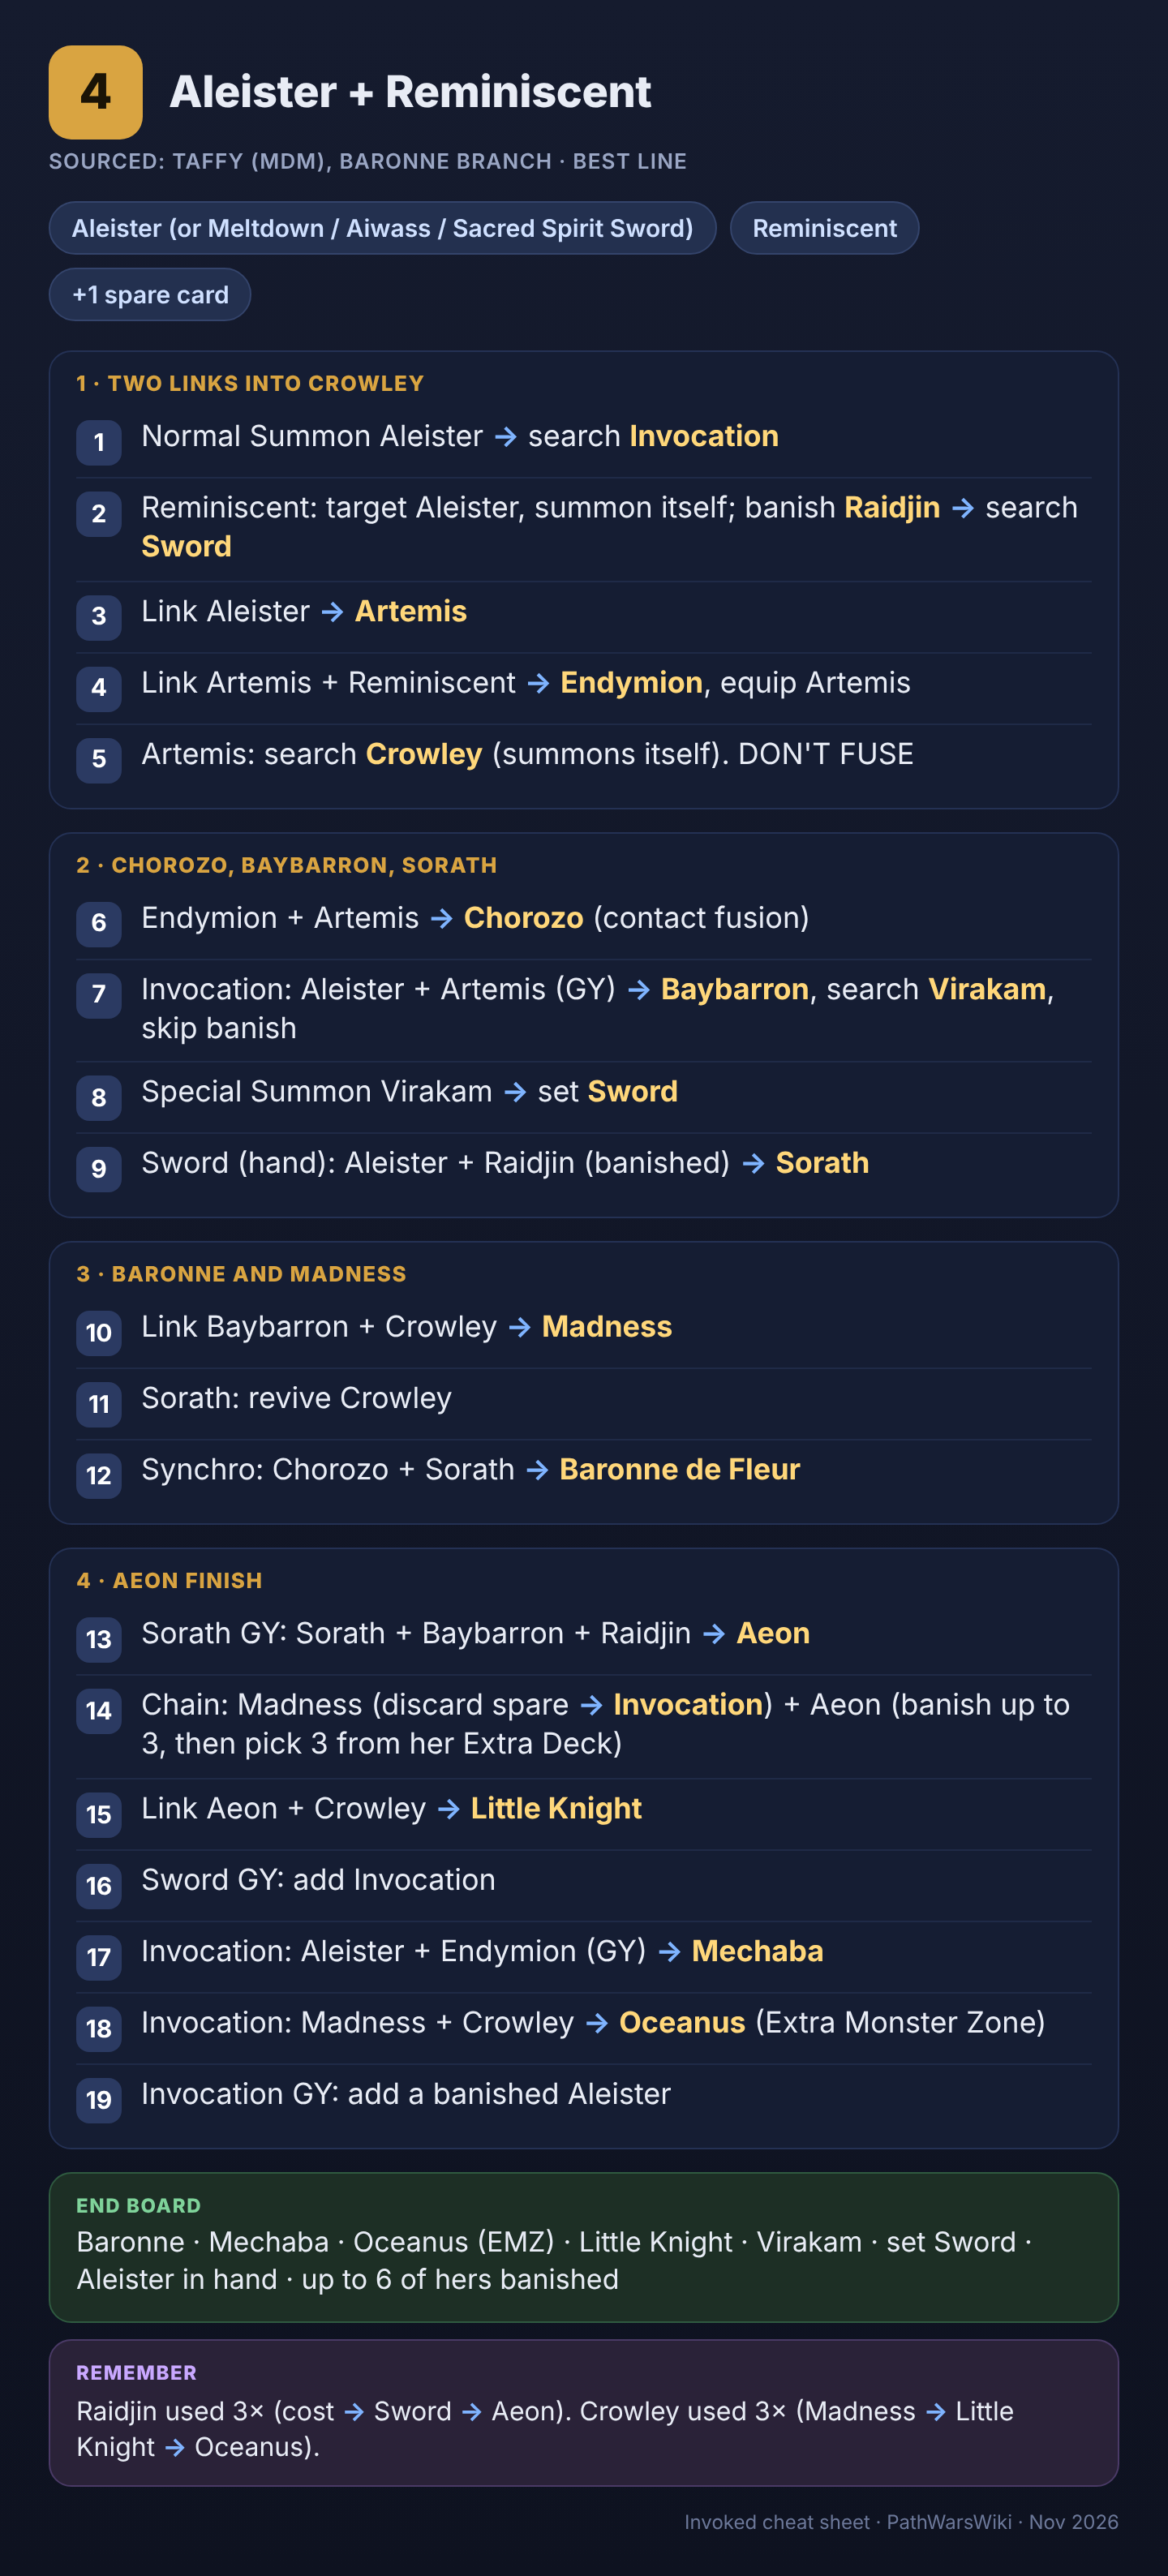 4
Aleister + Reminiscent
SOURCED: TAFFY (MDM), BARONNE BRANCH · BEST LINE
Aleister (or Meltdown / Aiwass / Sacred Spirit Sword)
Reminiscent
+1 spare card
1 · TWO LINKS INTO CROWLEY
1 Normal Summon Aleister → search Invocation
2 Reminiscent: target Aleister, summon itself; banish Raidjin → search
Sword
3 Link Aleister → Artemis
4 Link Artemis + Reminiscent → Endymion, equip Artemis
5 Artemis: search Crowley (summons itself). DON'T FUSE
2 · CHOROZO, BAYBARRON, SORATH
6 Endymion + Artemis → Chorozo (contact fusion)
7 Invocation: Aleister + Artemis (GY) → Baybarron, search Virakam,
skip banish
8 Special Summon Virakam → set Sword
9 Sword (hand): Aleister + Raidjin (banished) → Sorath
3 · BARONNE AND MADNESS
10 Link Baybarron + Crowley → Madness
11 Sorath: revive Crowley
12 Synchro: Chorozo + Sorath → Baronne de Fleur
4 · AEON FINISH
13 Sorath GY: Sorath + Baybarron + Raidjin → Aeon
14 Chain: Madness (discard spare → Invocation) + Aeon (banish up to
3, then pick 3 from her Extra Deck)
15 Link Aeon + Crowley → Little Knight
16 Sword GY: add Invocation
17 Invocation: Aleister + Endymion (GY) → Mechaba
18 Invocation: Madness + Crowley → Oceanus (Extra Monster Zone)
19 Invocation GY: add a banished Aleister
END BOARD
Baronne · Mechaba · Oceanus (EMZ) · Little Knight · Virakam · set Sword ·
Aleister in hand · up to 6 of hers banished
REMEMBER
Raidjin used 3× (cost → Sword → Aeon). Crowley used 3× (Madness → Little
Knight → Oceanus).
Invoked cheat sheet · PathWarsWiki · Nov 2026